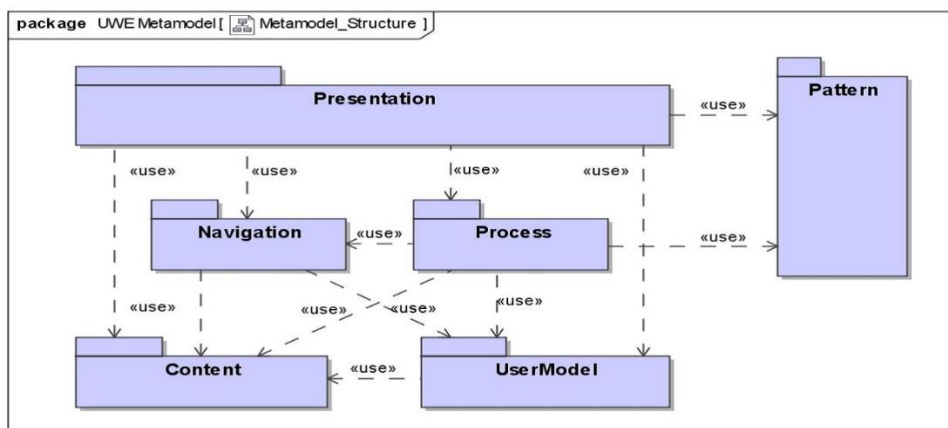 package UWE Metamodel [ Metamodel_Structure ]
Presentation
Pattern
«use»
«use»
«use»
«use»
«use»
Navigation
Process
«use»
«use»
«use»
«use»
«use»
«use»
Content
UserModel
«use»